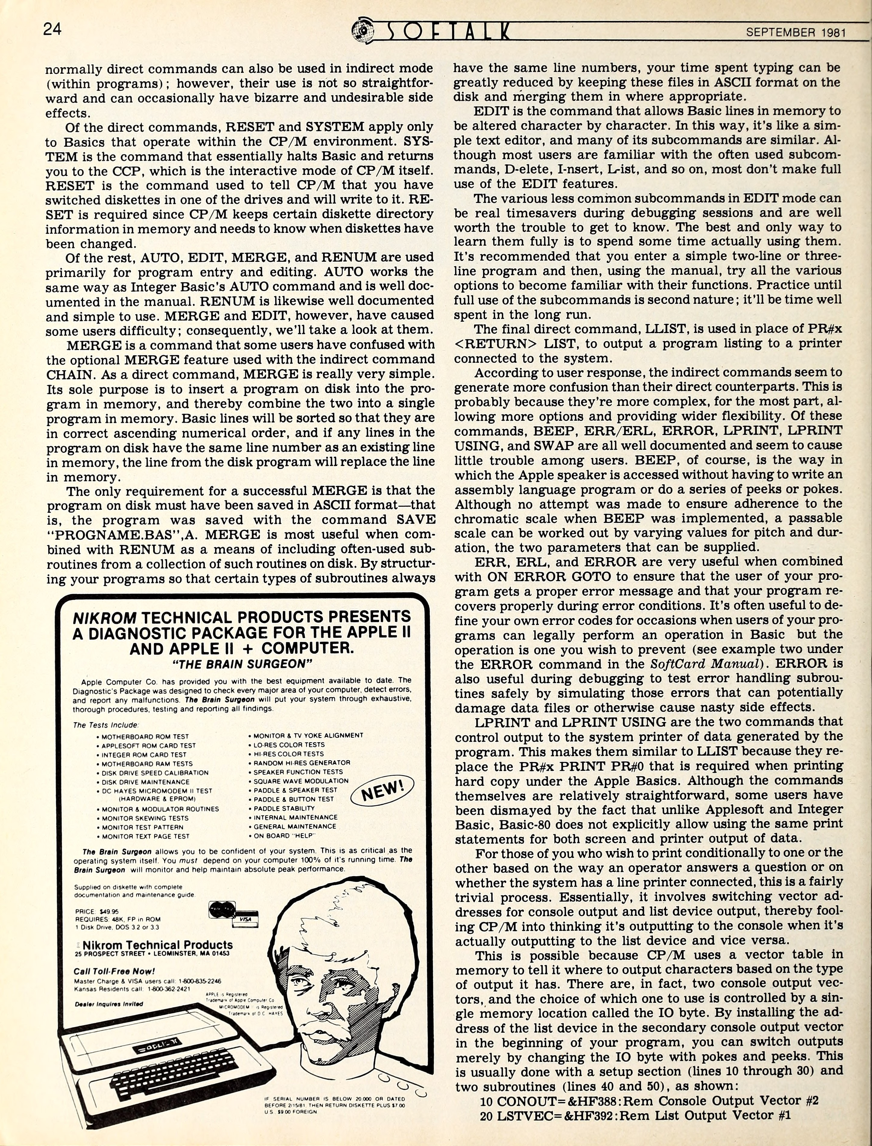 24
SOFTALK
SEPTEMBER 1981
normally direct commands can also be used in indirect mode
(within programs); however, their use is not so straightfor-
ward and can occasionally have bizarre and undesirable side
effects.
Of the direct commands, RESET and SYSTEM apply only
to Basics that operate within the CP/M environment. SYS-
TEM is the command that essentially halts Basic and returns
you to the CCP, which is the interactive mode of CP/M itself.
RESET is the command used to tell CP/M that you have
switched diskettes in one of the drives and will write to it. RE-
SET is required since CP/M keeps certain diskette directory
information in memory and needs to know when diskettes have
been changed.
Of the rest, AUTO, EDIT, MERGE, and RENUM are used
primarily for program entry and editing. AUTO works the
same way as Integer Basic's AUTO command and is well doc-
umented in the manual. RENUM is likewise well documented
and simple to use. MERGE and EDIT, however, have caused
some users difficulty; consequently, we'll take a look at them.
MERGE is a command that some users have confused with
the optional MERGE feature used with the indirect command
CHAIN. As a direct command, MERGE is really very simple.
Its sole purpose is to insert a program on disk into the pro-
gram in memory, and thereby combine the two into a single
program in memory. Basic lines will be sorted so that they are
in correct ascending numerical order, and if any lines in the
program on disk have the same line number as an existing line
in memory, the line from the disk program will replace the line
in memory.
The only requirement for a successful MERGE is that the
program on disk must have been saved in ASCII format—that
is, the program was saved with the command SAVE
"PROGNAME.BAS",A. MERGE is most useful when com-
bined with RENUM as a means of including often-used sub-
routines from a collection of such routines on disk. By structur-
ing your programs so that certain types of subroutines always
NIKROM TECHNICAL PRODUCTS PRESENTS
A DIAGNOSTIC PACKAGE FOR THE APPLE II
AND APPLE II + COMPUTER.
"THE BRAIN SURGEON"
Apple Computer Co. has provided you with the best equipment available to date. The
Diagnostic's Package was designed to check every major area of your computer, detect errors,
and report any malfunctions. The Brain Surgeon will put your system through exhaustive,
thorough procedures, testing and reporting all findings.
The Tests Include:
• MOTHERBOARD ROM TEST
• APPLESOFT ROM CARD TEST
• INTEGER ROM CARD TEST
• MOTHERBOARD RAM TESTS
• DISK DRIVE SPEED CALIBRATION
• DISK DRIVE MAINTENANCE
• DC HAYES MICROMODEM II TEST
(HARDWARE & EPROM)
• MONITOR & MODULATOR ROUTINES
• MONITOR SKEWING TESTS
• MONITOR TEST PATTERN
• MONITOR TEXT PAGE TEST
• MONITOR & TV YOKE ALIGNMENT
• LO-RES COLOR TESTS
• HI-RES COLOR TESTS
• RANDOM HI-RES GENERATOR
• SPEAKER FUNCTION TESTS
• SQUARE WAVE MODULATION
• PADDLE & SPEAKER TEST
• PADDLE & BUTTON TEST
• PADDLE STABILITY
• INTERNAL MAINTENANCE
• GENERAL MAINTENANCE
• ON BOARD "HELP"
NEW!
The Brain Surgeon allows you to be confident of your system. This is as critical as the
operating system itself. You must depend on your computer 100% of it's running time. The
Brain Surgeon will monitor and help maintain absolute peak performance.
Supplied on diskette with complete
documentation and maintenance guide.
PRICE: $49.95
REQUIRES: 48K, FP in ROM
1 Disk Drive, DOS 3.2 or 3.3
VISA
Nikrom Technical Products
25 PROSPECT STREET • LEOMINSTER, MA 01453
Call Toll-Free Now!
Master Charge & VISA users call: 1-800-835-2246
Kansas Residents call: 1-800-362-2421
Dealer Inquires Invited
APPLE is Registered
Trademark of Apple Computer Co.
MICROMODEM is Registered
Trademark of D.C. HAYES
IF SERIAL NUMBER IS BELOW 20,000 OR DATED
BEFORE 2/15/81 THEN RETURN DISKETTE PLUS $7.00
U.S. $9.00 FOREIGN
have the same line numbers, your time spent typing can be
greatly reduced by keeping these files in ASCII format on the
disk and merging them in where appropriate.
EDIT is the command that allows Basic lines in memory to
be altered character by character. In this way, it's like a sim-
ple text editor, and many of its subcommands are similar. Al-
though most users are familiar with the often used subcom-
mands, D-elete, I-nsert, L-ist, and so on, most don't make full
use of the EDIT features.
The various less common subcommands in EDIT mode can
be real timesavers during debugging sessions and are well
worth the trouble to get to know. The best and only way to
learn them fully is to spend some time actually using them.
It's recommended that you enter a simple two-line or three-
line program and then, using the manual, try all the various
options to become familiar with their functions. Practice until
full use of the subcommands is second nature; it'll be time well
spent in the long run.
The final direct command, LLIST, is used in place of PR#x
<RETURN> LIST, to output a program listing to a printer
connected to the system.
According to user response, the indirect commands seem to
generate more confusion than their direct counterparts. This is
probably because they're more complex, for the most part, al-
lowing more options and providing wider flexibility. Of these
commands, BEEP, ERR/ERL, ERROR, LPRINT, LPRINT
USING, and SWAP are all well documented and seem to cause
little trouble among users. BEEP, of course, is the way in
which the Apple speaker is accessed without having to write an
assembly language program or do a series of peeks or pokes.
Although no attempt was made to ensure adherence to the
chromatic scale when BEEP was implemented, a passable
scale can be worked out by varying values for pitch and dur-
ation, the two parameters that can be supplied.
ERR, ERL, and ERROR are very useful when combined
with ON ERROR GOTO to ensure that the user of your pro-
gram gets a proper error message and that your program re-
covers properly during error conditions. It's often useful to de-
fine your own error codes for occasions when users of your pro-
grams can legally perform an operation in Basic but the
operation is one you wish to prevent (see example two under
the ERROR command in the SoftCard Manual). ERROR is
also useful during debugging to test error handling subrou-
tines safely by simulating those errors that can potentially
damage data files or otherwise cause nasty side effects.
LPRINT and LPRINT USING are the two commands that
control output to the system printer of data generated by the
program. This makes them similar to LLIST because they re-
place the PR#x PRINT PR#0 that is required when printing
hard copy under the Apple Basics. Although the commands
themselves are relatively straightforward, some users have
been dismayed by the fact that unlike Applesoft and Integer
Basic, Basic-80 does not explicitly allow using the same print
statements for both screen and printer output of data.
For those of you who wish to print conditionally to one or the
other based on the way an operator answers a question or on
whether the system has a line printer connected, this is a fairly
trivial process. Essentially, it involves switching vector ad-
dresses for console output and list device output, thereby fool-
ing CP/M into thinking it's outputting to the console when it's
actually outputting to the list device and vice versa.
This is possible because CP/M uses a vector table in
memory to tell it where to output characters based on the type
of output it has. There are, in fact, two console output vec-
tors, and the choice of which one to use is controlled by a sin-
gle memory location called the IO byte. By installing the ad-
dress of the list device in the secondary console output vector
in the beginning of your program, you can switch outputs
merely by changing the IO byte with pokes and peeks. This
is usually done with a setup section (lines 10 through 30) and
two subroutines (lines 40 and 50), as shown:
10 CONOUT=&HF388:Rem Console Output Vector #2
20 LSTVEC=&HF392:Rem List Output Vector #1